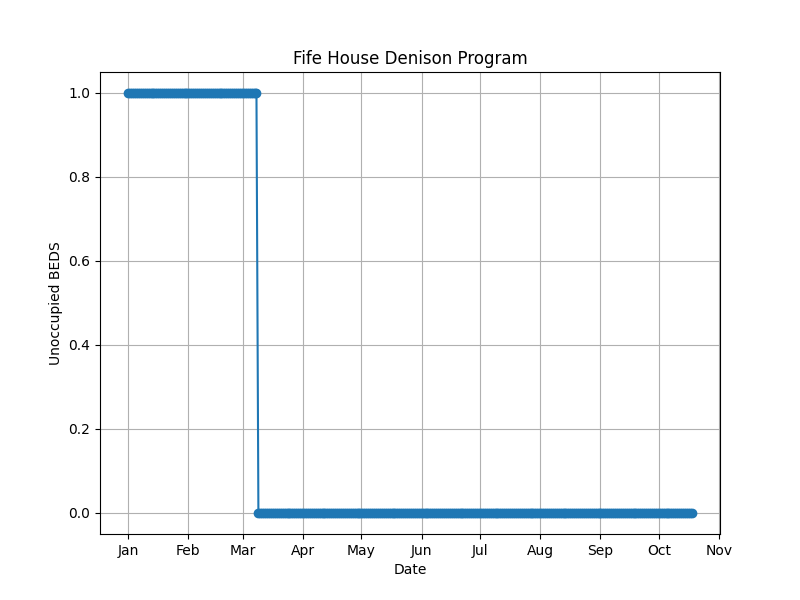 Fife House Denison Program
Unoccupied BEDS
1.0
0.8
0.6
0.4
0.2
0.0
Jan Feb Mar Apr May Jun Jul Aug Sep Oct Nov
Date